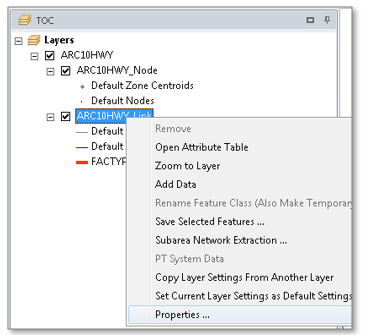 TOC
Layers
ARC10HWY
ARC10HWY_Node
Default Zone Centroids
Default Nodes
ARC10HWY_Link
Default
Default
FACTYP
Remove
Open Attribute Table
Zoom to Layer
Add Data
Rename Feature Class (Also Make Temporary
Save Selected Features ...
Subarea Network Extraction ...
PT System Data
Copy Layer Settings From Another Layer
Set Current Layer Settings as Default Settings
Properties ...